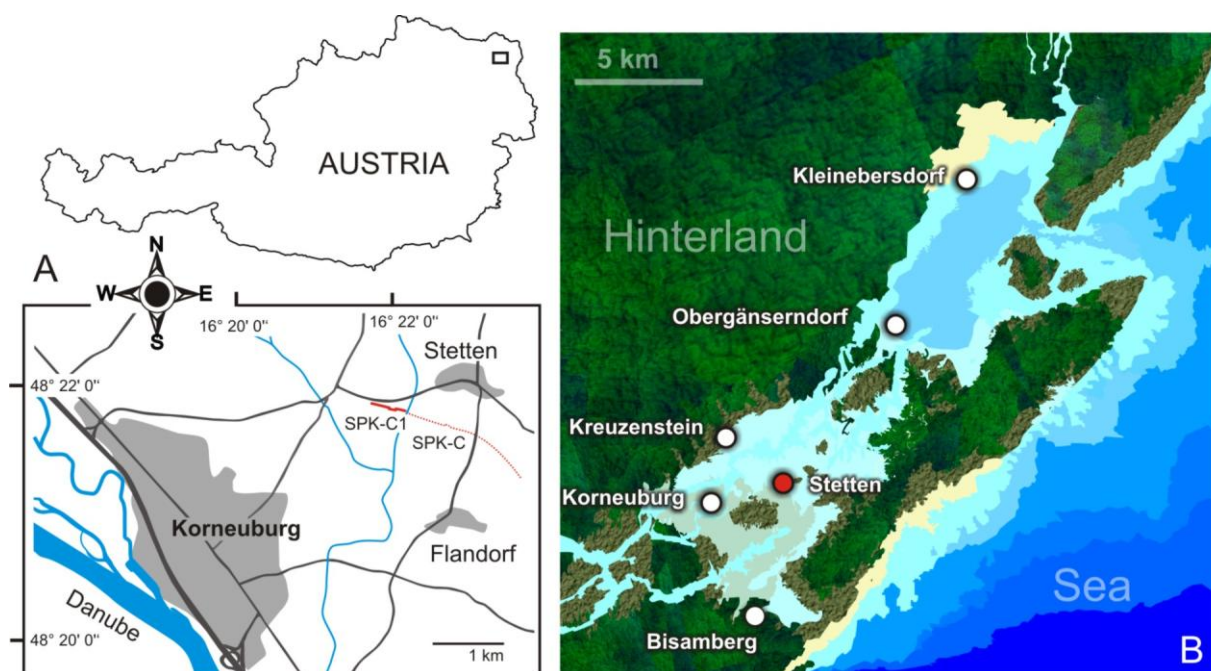 AUSTRIA
A
N
W E
S
16° 20' 0"
16° 22' 0"
Stetten
48° 22' 0"
SPK-C1
SPK-C
Korneuburg
Flandorf
Danube
48° 20' 0"
1 km
5 km
Kleinebersdorf
Hinterland
Obergänserndorf
Kreuzenstein
Korneuburg
Stetten
Sea
Bisamberg
B